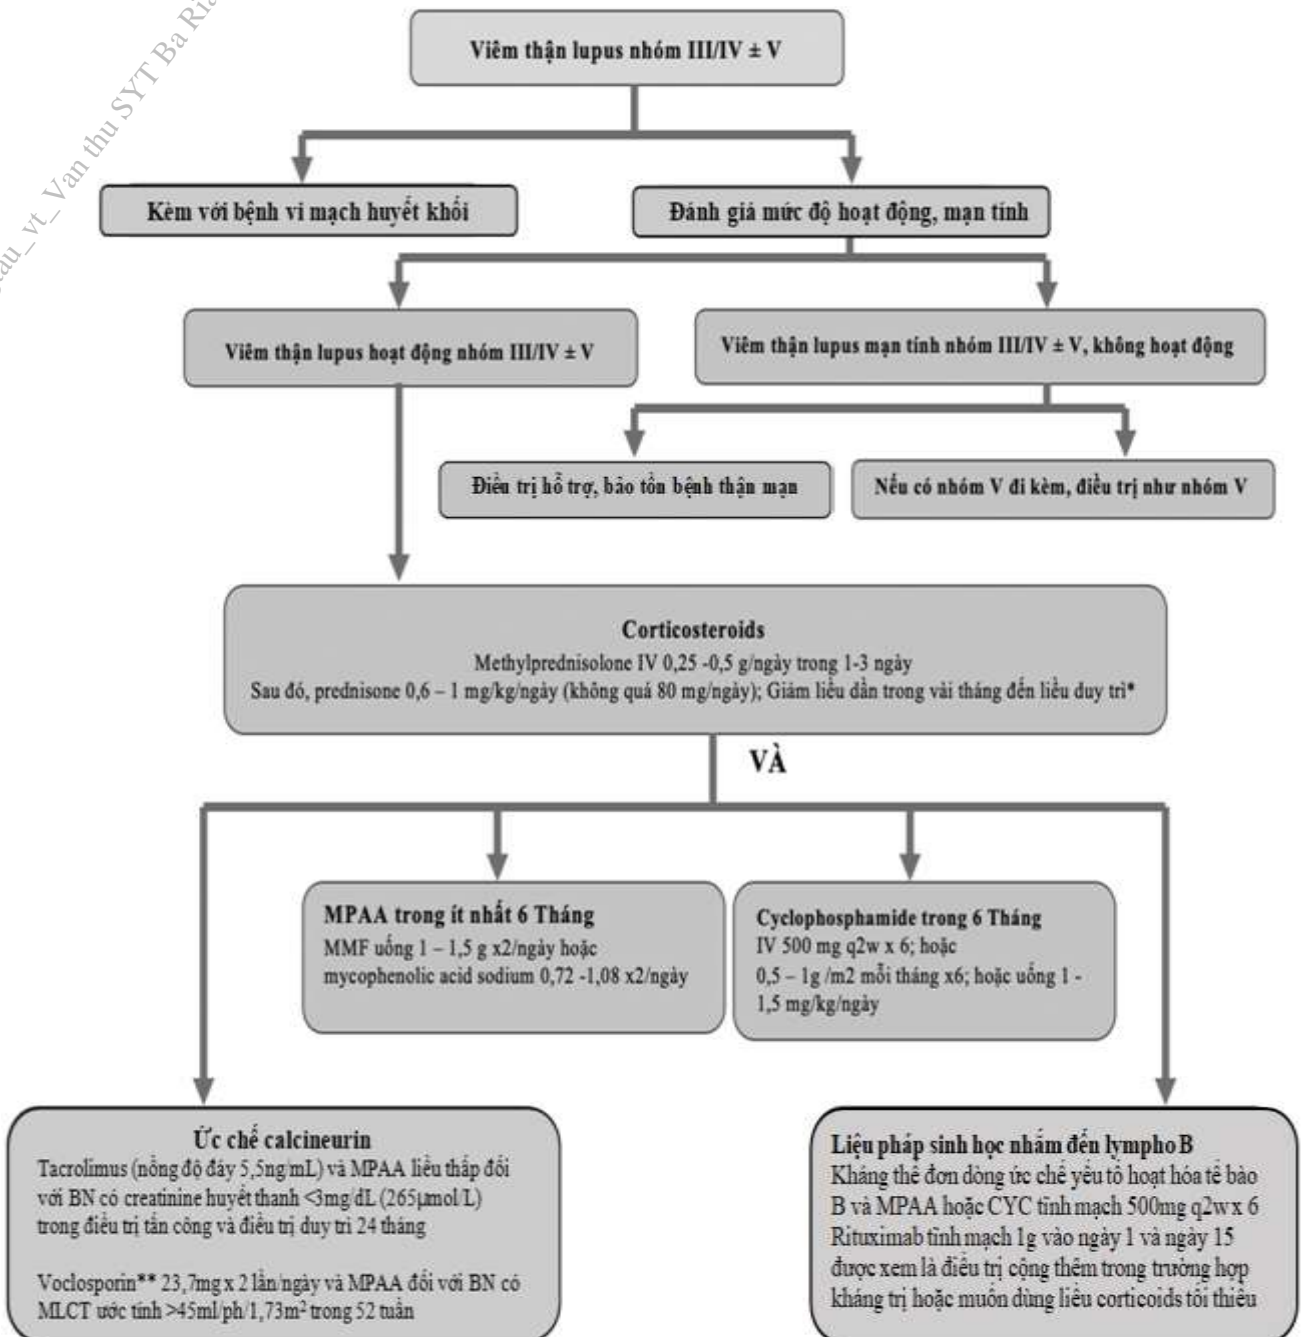 au_vt_Van thu SYT Ba Ria
Viêm thận lupus nhóm III/IV ± V
Kèm với bệnh vi mạch huyết khối
Đánh giá mức độ hoạt động, mạn tính
Viêm thận lupus hoạt động nhóm III/IV ± V
Viêm thận lupus mạn tính nhóm III/IV ± V, không hoạt động
Điều trị hỗ trợ, bảo tồn bệnh thận mạn
Nếu có nhóm V đi kèm, điều trị như nhóm V
Corticosteroids
Methylprednisolone IV 0,25 -0,5 g/ngày trong 1-3 ngày
Sau đó, prednisone 0,6 – 1 mg/kg/ngày (không quá 80 mg/ngày); Giảm liều dần trong vài tháng đến liều duy trì*
VÀ
MPAA trong ít nhất 6 Tháng
MMF uống 1 – 1,5 g x2/ngày hoặc
mycophenolic acid sodium 0,72 -1,08 x2/ngày
Cyclophosphamide trong 6 Tháng
IV 500 mg q2w x 6; hoặc
0,5 – 1g /m2 mỗi tháng x6; hoặc uống 1 -
1,5 mg/kg/ngày
Ức chế calcineurin
Tacrolimus (nồng độ đáy 5,5ng/mL) và MPAA liều thấp đối
với BN có creatinine huyết thanh <3mg/dL (265µmol/L)
trong điều trị tấn công và điều trị duy trì 24 tháng
Voclosporin** 23,7mg x 2 lần/ngày và MPAA đối với BN có
MLCT ước tính >45ml/ph/1,73m² trong 52 tuần
Liệu pháp sinh học nhắm đến lympho B
Kháng thể đơn dòng ức chế yếu tố hoạt hóa tế bào
B và MPAA hoặc CYC tĩnh mạch 500mg q2w x 6
Rituximab tĩnh mạch 1g vào ngày 1 và ngày 15
được xem là điều trị cộng thêm trong trường hợp
kháng trị hoặc muốn dùng liều corticoids tối thiểu